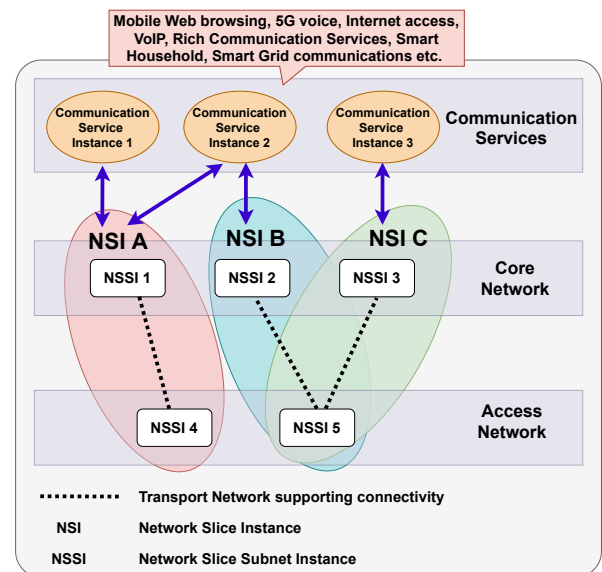 Mobile Web browsing, 5G voice, Internet access,
VoIP, Rich Communication Services, Smart
Household, Smart Grid communications etc.
Communication
Service
Instance 1
Communication
Service
Instance 2
Communication
Service
Instance 3
Communication
Services
NSI A
NSI B
NSI C
NSSI 1
NSSI 2
NSSI 3
Core
Network
NSSI 4
NSSI 5
Access
Network
Transport Network supporting connectivity
NSI Network Slice Instance
NSSI Network Slice Subnet Instance